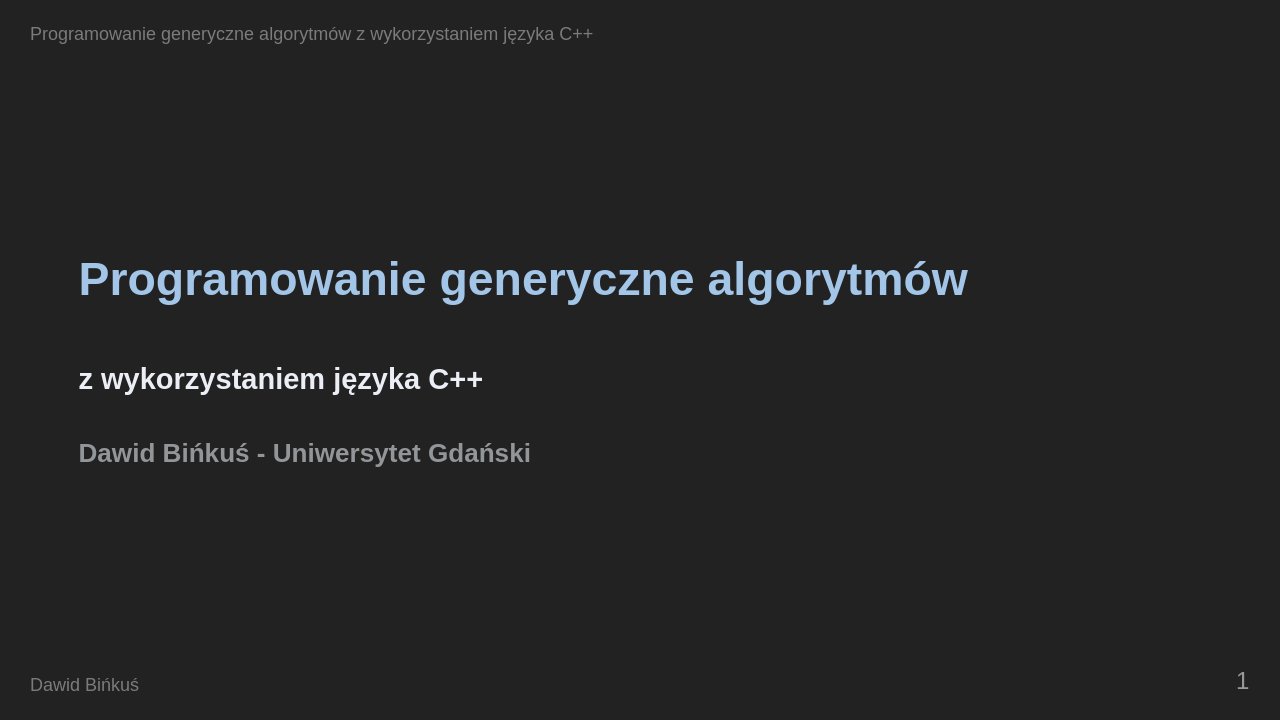 Programowanie generyczne algorytmów z wykorzystaniem języka C++
Programowanie generyczne algorytmów
z wykorzystaniem języka C++
Dawid Bińkuś - Uniwersytet Gdański
Dawid Bińkuś
1